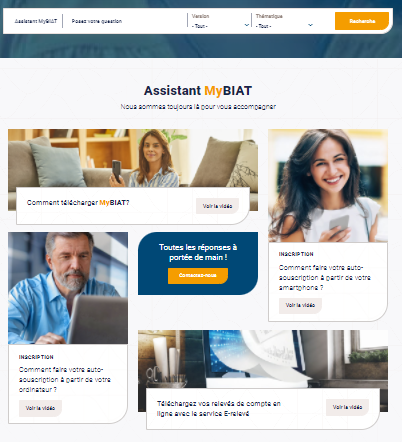 Assistant MyBIAT
Posez votre question
Version
- Tout -
Thématique
- Tout -
Recherche
Assistant MyBIAT
Nous sommes toujours là pour vous accompagner
Comment télécharger MyBIAT?
Voir la vidéo
INSCRIPTION
Comment faire votre auto-
souscription à partir de votre
smartphone ?
Voir la vidéo
Toutes les réponses à
portée de main !
Contactez-nous
INSCRIPTION
Comment faire votre auto-
souscription à partir de votre
ordinateur ?
Voir la vidéo
Téléchargez vos relevés de compte en
ligne avec le service E-relevé
Voir la vidéo